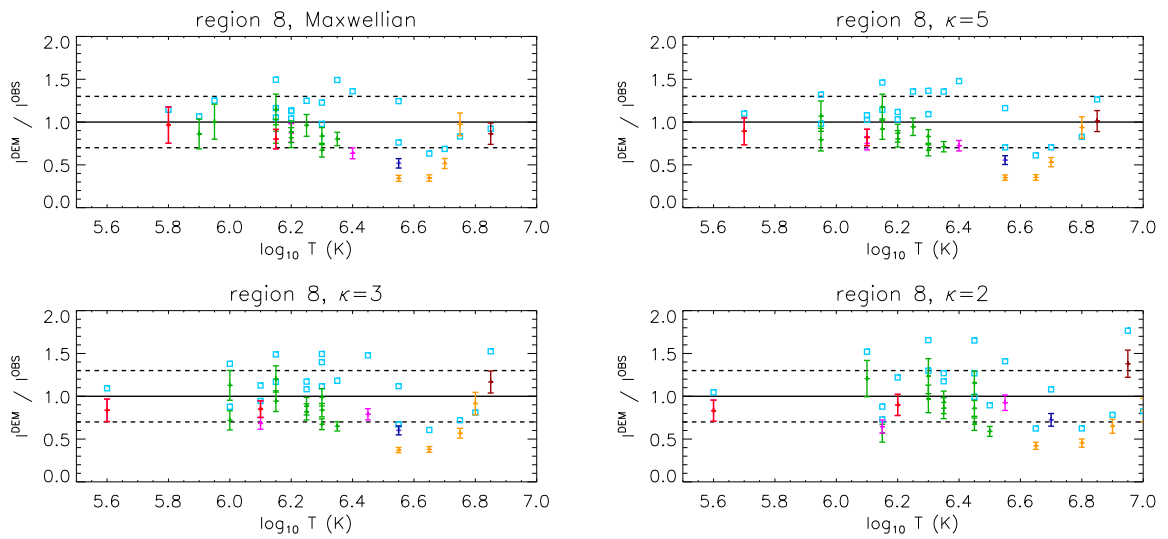 region 8, Maxwellian
I^DEM / I^OBS
2.0
1.5
1.0
0.5
0.0
5.6 5.8 6.0 6.2 6.4 6.6 6.8 7.0
log₁₀ T (K)
region 8, κ=5
I^DEM / I^OBS
2.0
1.5
1.0
0.5
0.0
5.6 5.8 6.0 6.2 6.4 6.6 6.8 7.0
log₁₀ T (K)
region 8, κ=3
I^DEM / I^OBS
2.0
1.5
1.0
0.5
0.0
5.6 5.8 6.0 6.2 6.4 6.6 6.8 7.0
log₁₀ T (K)
region 8, κ=2
I^DEM / I^OBS
2.0
1.5
1.0
0.5
0.0
5.6 5.8 6.0 6.2 6.4 6.6 6.8 7.0
log₁₀ T (K)